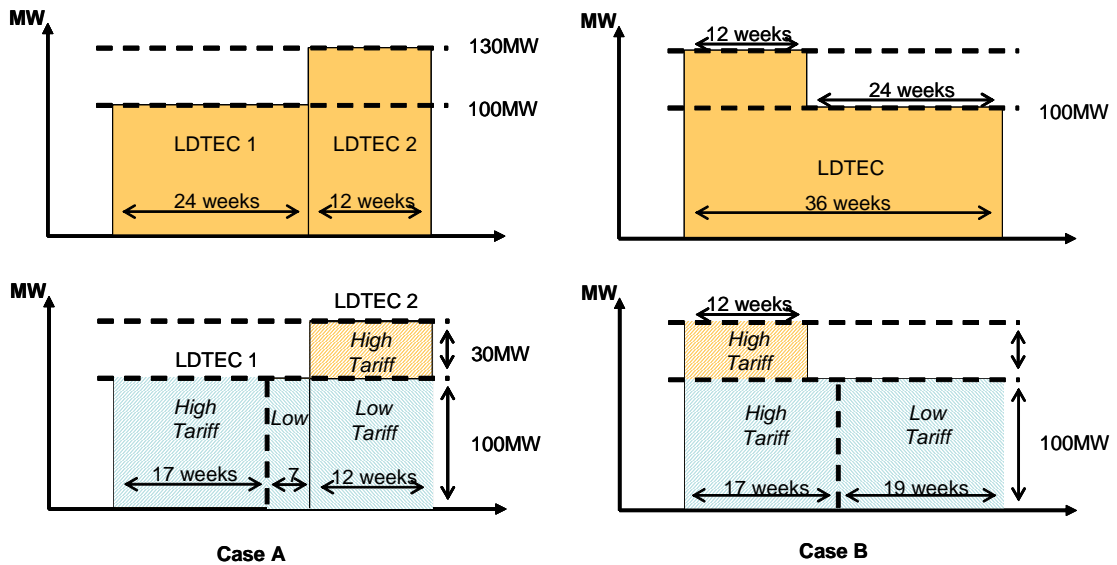 MW
130MW
100MW
LDTEC 1
LDTEC 2
24 weeks
12 weeks
12 weeks
24 weeks
MW
100MW
LDTEC
36 weeks
MW
LDTEC 2
High
Tariff
30MW
LDTEC 1
High
Tariff
Low
Low
Tariff
100MW
17 weeks
7
12 weeks
Case A
MW
12 weeks
High
Tariff
High
Tariff
Low
Tariff
100MW
17 weeks
19 weeks
Case B